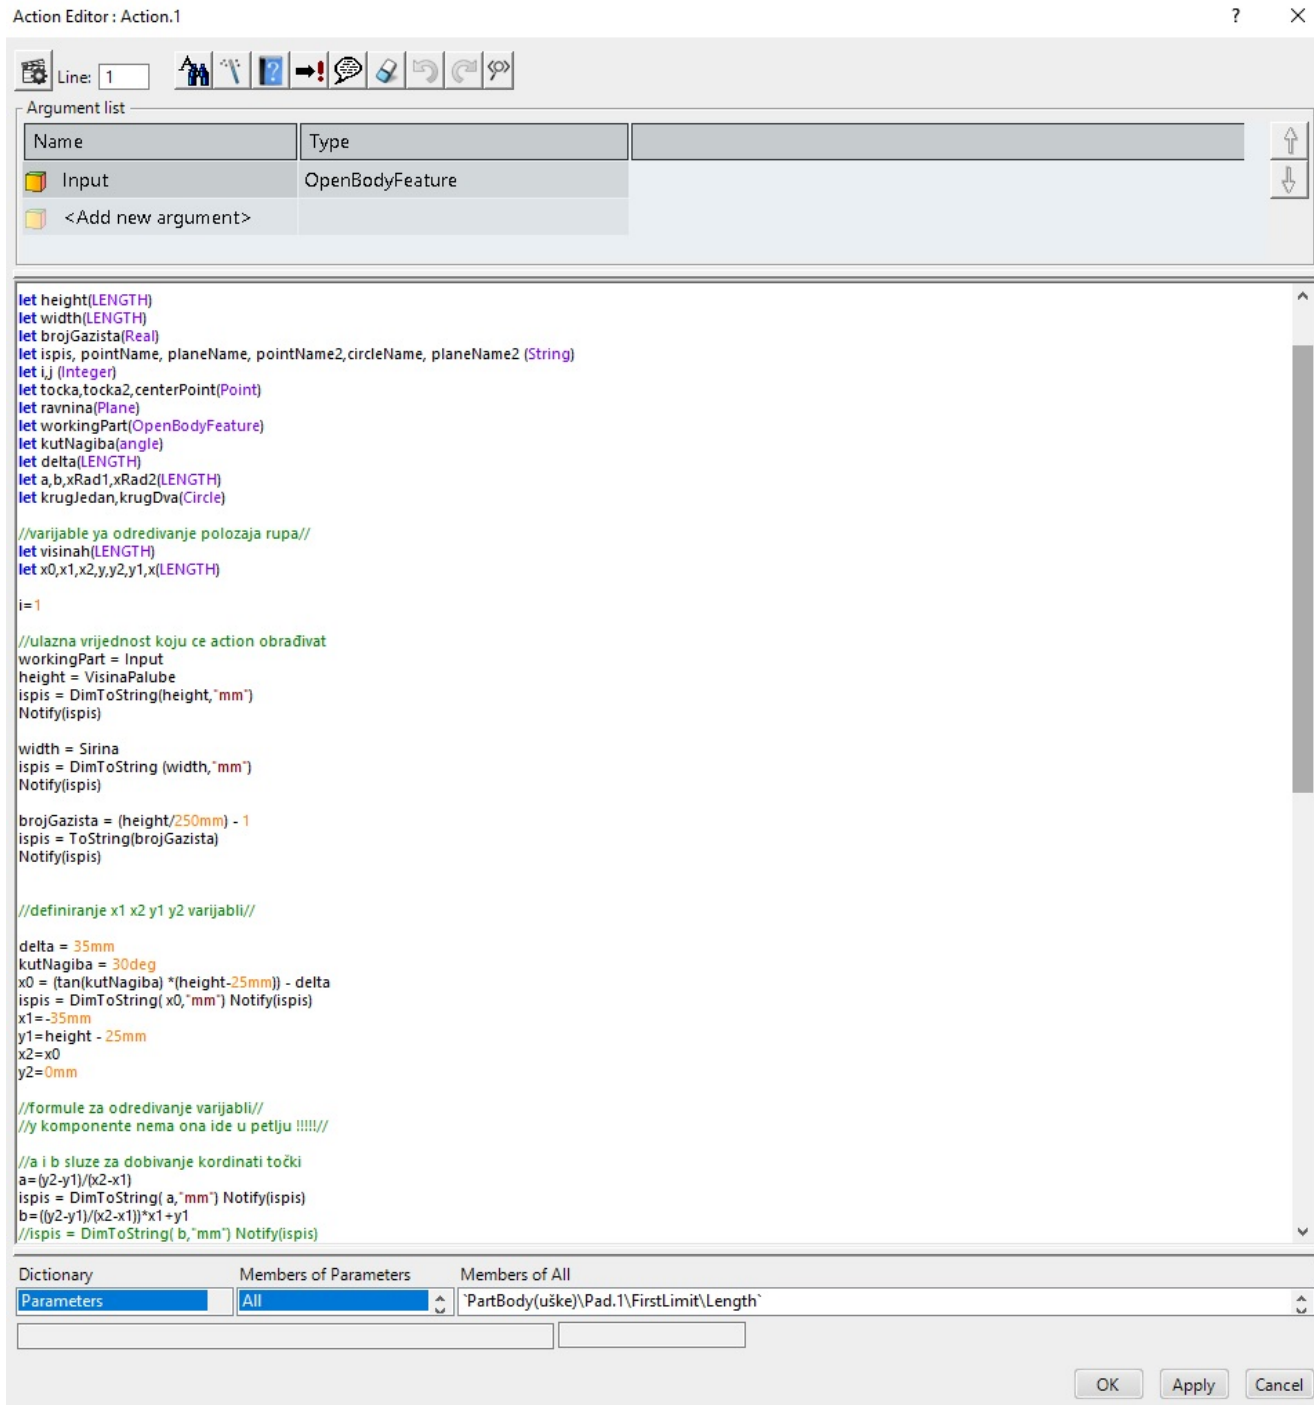 Action Editor : Action.1 ? ×
Line: 1
Argument list
Name Type
Input OpenBodyFeature
<Add new argument>
let height(LENGTH)
let width(LENGTH)
let brojGazista(Real)
let ispis, pointName, planeName, pointName2,circleName, planeName2 (String)
let i,j (Integer)
let tocka,tocka2,centerPoint(Point)
let ravnina(Plane)
let workingPart(OpenBodyFeature)
let kutNagiba(angle)
let delta(LENGTH)
let a,b,xRad1,xRad2(LENGTH)
let krugJedan,krugDva(Circle)
//varijable ya odredivanje polozaja rupa//
let visinah(LENGTH)
let x0,x1,x2,y,y2,y1,x(LENGTH)
i=1
//ulazna vrijednost koju ce action obrađivat
workingPart = Input
height = VisinaPalube
ispis = DimToString(height,"mm")
Notify(ispis)
width = Sirina
ispis = DimToString (width,"mm")
Notify(ispis)
brojGazista = (height/250mm) - 1
ispis = ToString(brojGazista)
Notify(ispis)
//definiranje x1 x2 y1 y2 varijabli//
delta = 35mm
kutNagiba = 30deg
x0 = (tan(kutNagiba) *(height-25mm)) - delta
ispis = DimToString( x0,"mm") Notify(ispis)
x1=-35mm
y1=height - 25mm
x2=x0
y2=0mm
//formule za odredivanje varijabli//
//y komponente nema ona ide u petlju !!!!!//
//a i b sluze za dobivanje kordinati točki
a=(y2-y1)/(x2-x1)
ispis = DimToString( a,"mm") Notify(ispis)
b=((y2-y1)/(x2-x1))*x1+y1
//ispis = DimToString( b,"mm") Notify(ispis)
Dictionary Members of Parameters Members of All
Parameters All `PartBody(uške)\Pad.1\FirstLimit\Length`
OK Apply Cancel